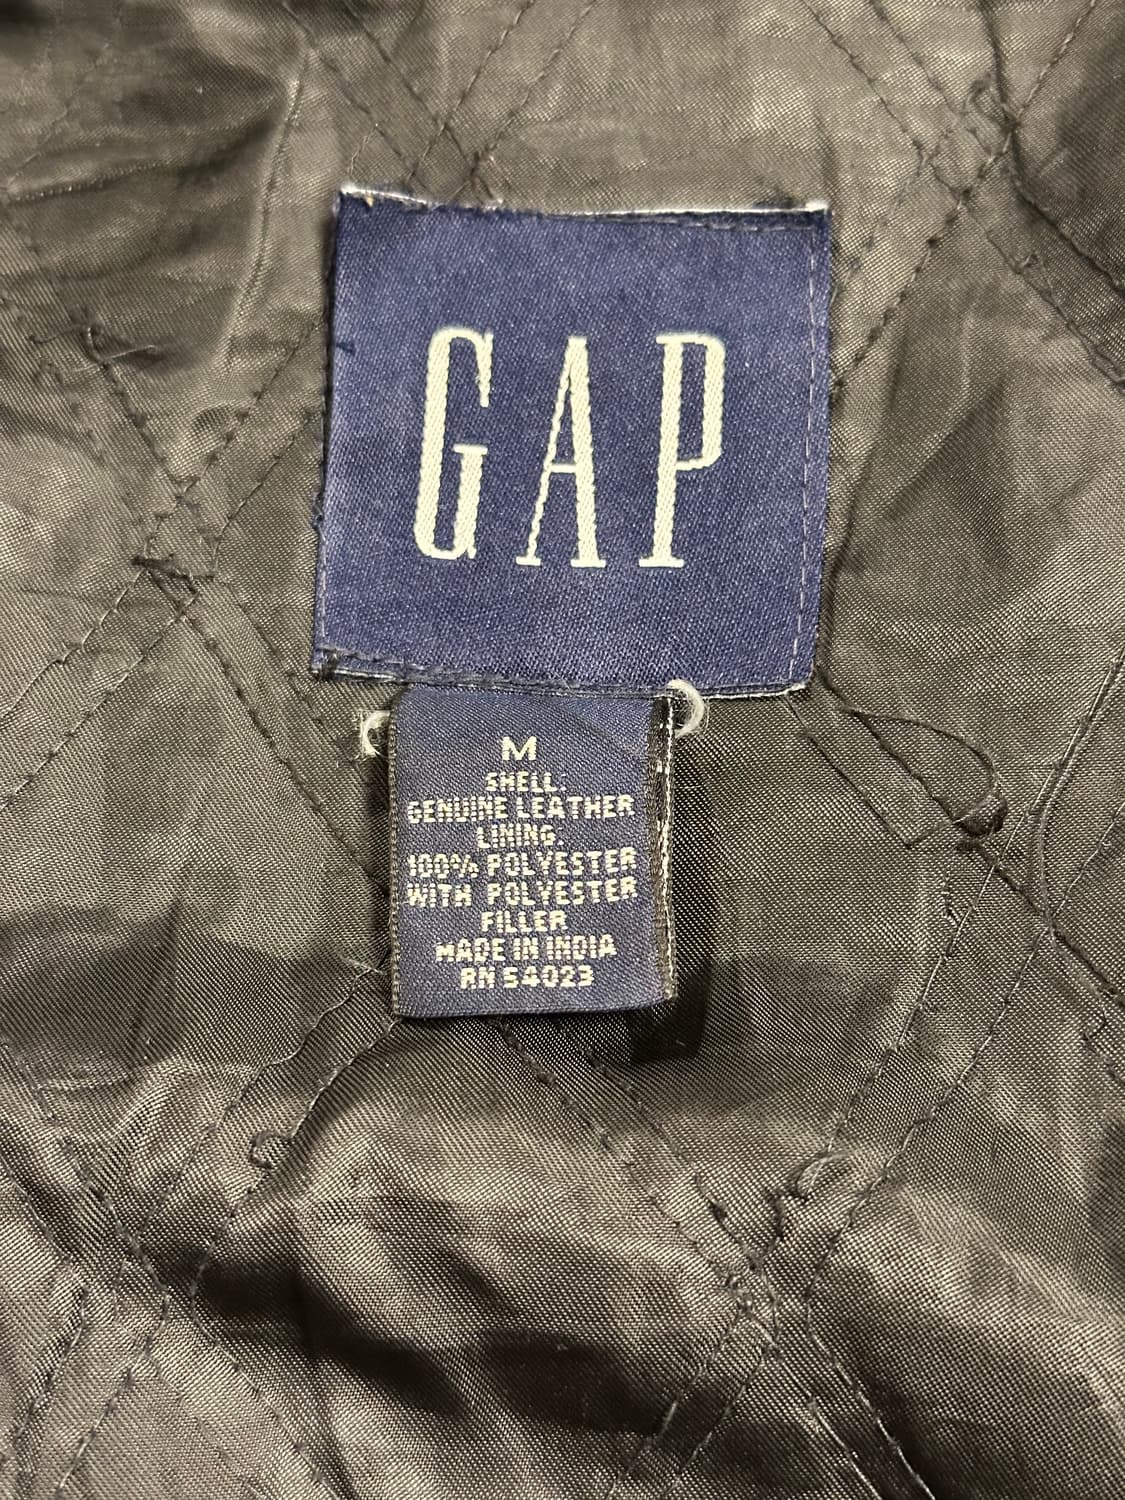 GAP
M
SHELL:
GENUINE LEATHER
LINING:
100% POLYESTER
WITH POLYESTER
FILLER
MADE IN INDIA
RN 54023